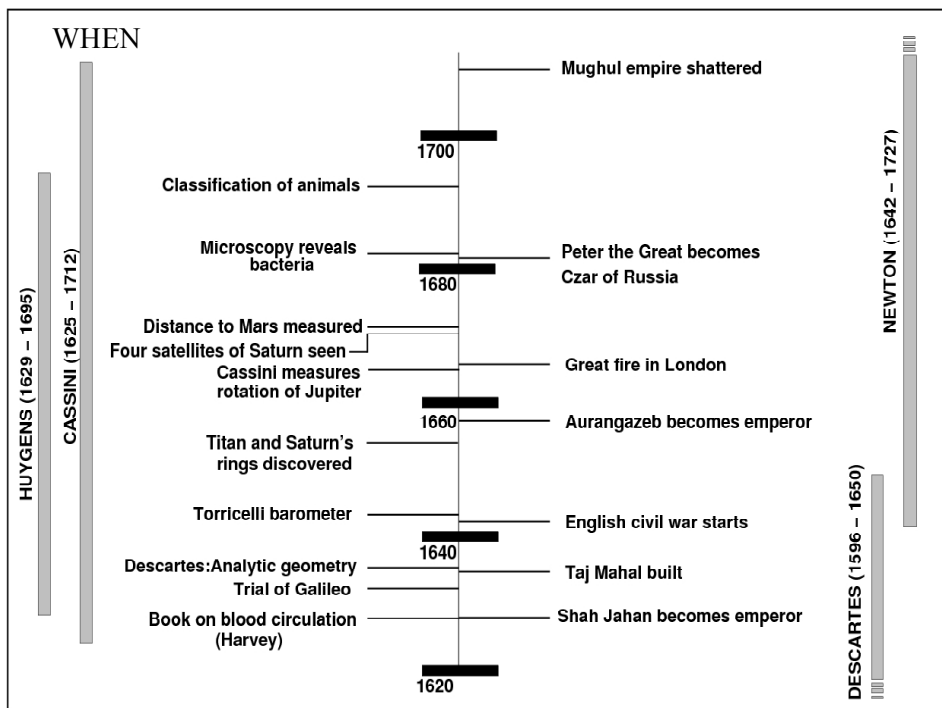 WHEN
Mughul empire shattered
1700
Classification of animals
Microscopy reveals
bacteria
Peter the Great becomes
Czar of Russia
1680
Distance to Mars measured
Four satellites of Saturn seen
Cassini measures
rotation of Jupiter
Great fire in London
1660
Aurangazeb becomes emperor
Titan and Saturn's
rings discovered
Torricelli barometer
English civil war starts
1640
Descartes:Analytic geometry
Taj Mahal built
Trial of Galileo
Book on blood circulation
(Harvey)
Shah Jahan becomes emperor
1620
HUYGENS (1629 – 1695)
CASSINI (1625 – 1712)
NEWTON (1642 – 1727)
DESCARTES (1596 – 1650)